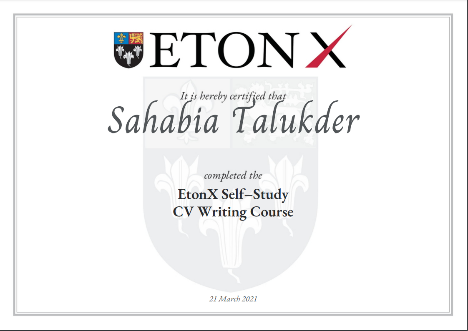 ETON X
It is hereby certified that
Sahabia Talukder
completed the
EtonX Self–Study
CV Writing Course
21 March 2021